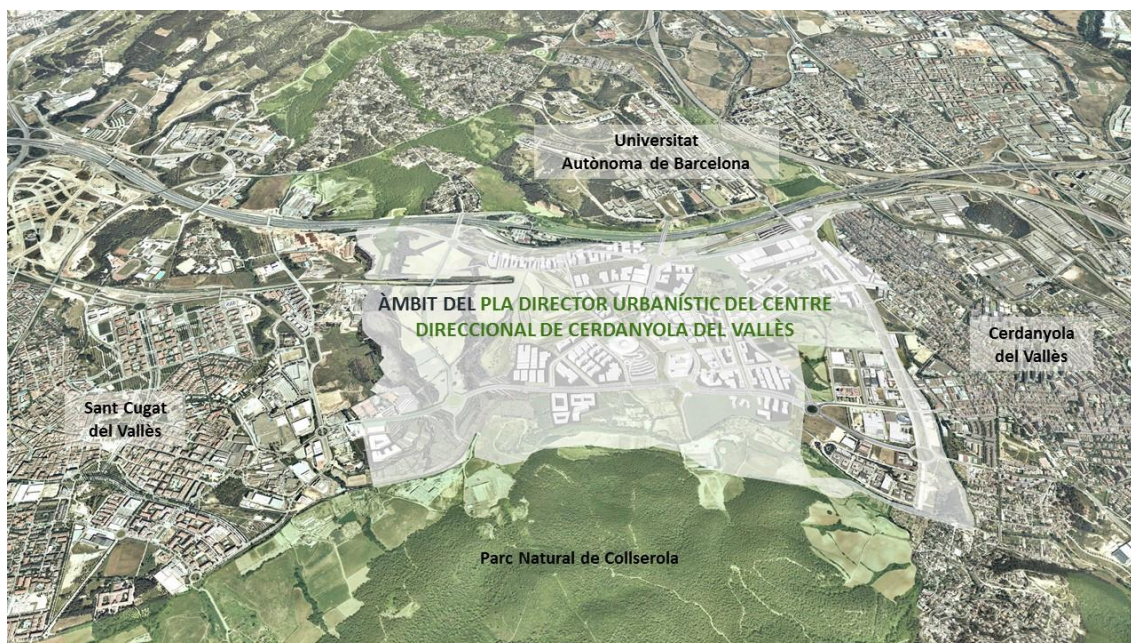 Universitat
Autònoma de Barcelona
ÀMBIT DEL PLA DIRECTOR URBANÍSTIC DEL CENTRE
DIRECCIONAL DE CERDANYOLA DEL VALLÈS
Cerdanyola
del Vallès
Sant Cugat
del Vallès
Parc Natural de Collserola